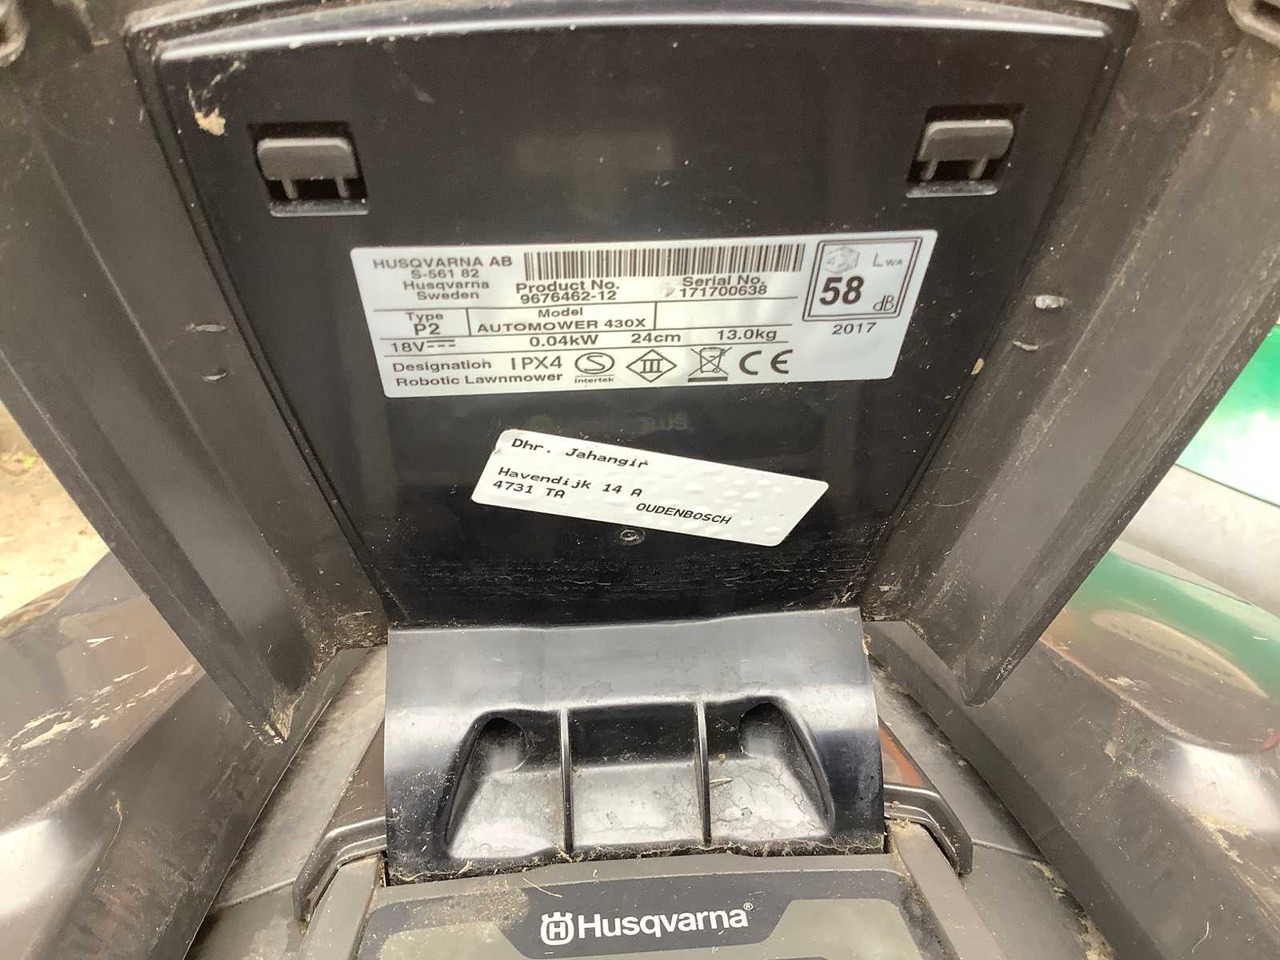 HUSQVARNA AB
S-561 82
Husqvarna
Sweden
Product No.
9676462-12
Serial No.
171700638
LWA
58
dB
2017
Type
P2
Model
AUTOMOWER 430X
18V
0.04kW
24cm
13.0kg
Designation
Robotic Lawnmower
IPX4
S
Intertek
III
CE
Dhr. Jahangir
Havendijk 14 A
4731 TA
OUDENBOSCH
Husqvarna®